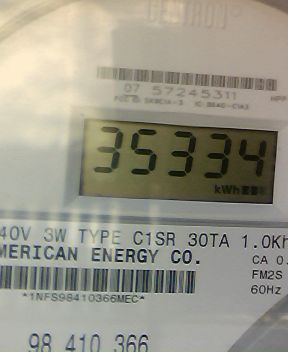 CENTRON®
07 57245311
35334
kWh
40V 3W TYPE C1SR 30TA 1.0Kh
MERICAN ENERGY CO. CA 0.
FM2S
*1NFS98410366MEC* 60Hz
98 410 366